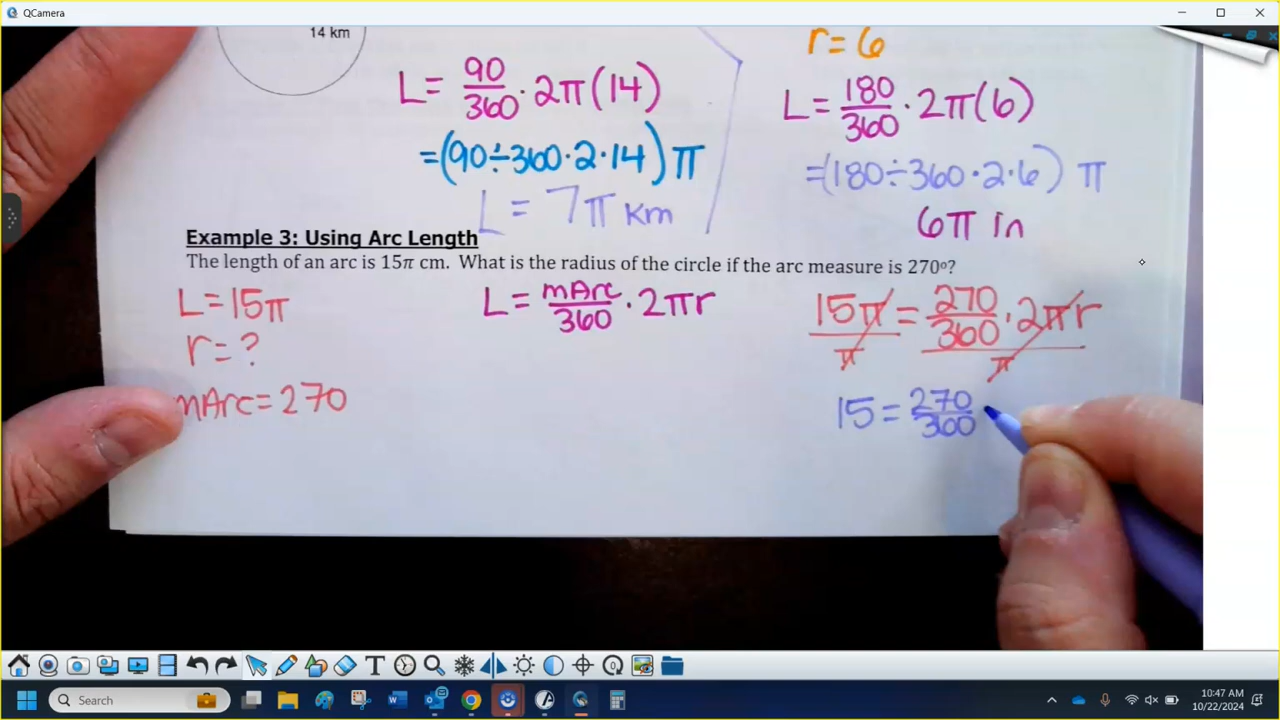 QCamera
14 km
r=6
L= 90/360 · 2π(14)
L= 180/360 · 2π(6)
=(90÷360·2·14)π
=(180÷360·2·6) π
L = 7π km
6π in
Example 3: Using Arc Length
The length of an arc is 15π cm. What is the radius of the circle if the arc measure is 270º?
L=15π
L= mArc/360 · 2πr
15π = 270/360 · 2πr
π π
r=?
mArc=270
15= 270/360
Search
10:47 AM
10/22/2024